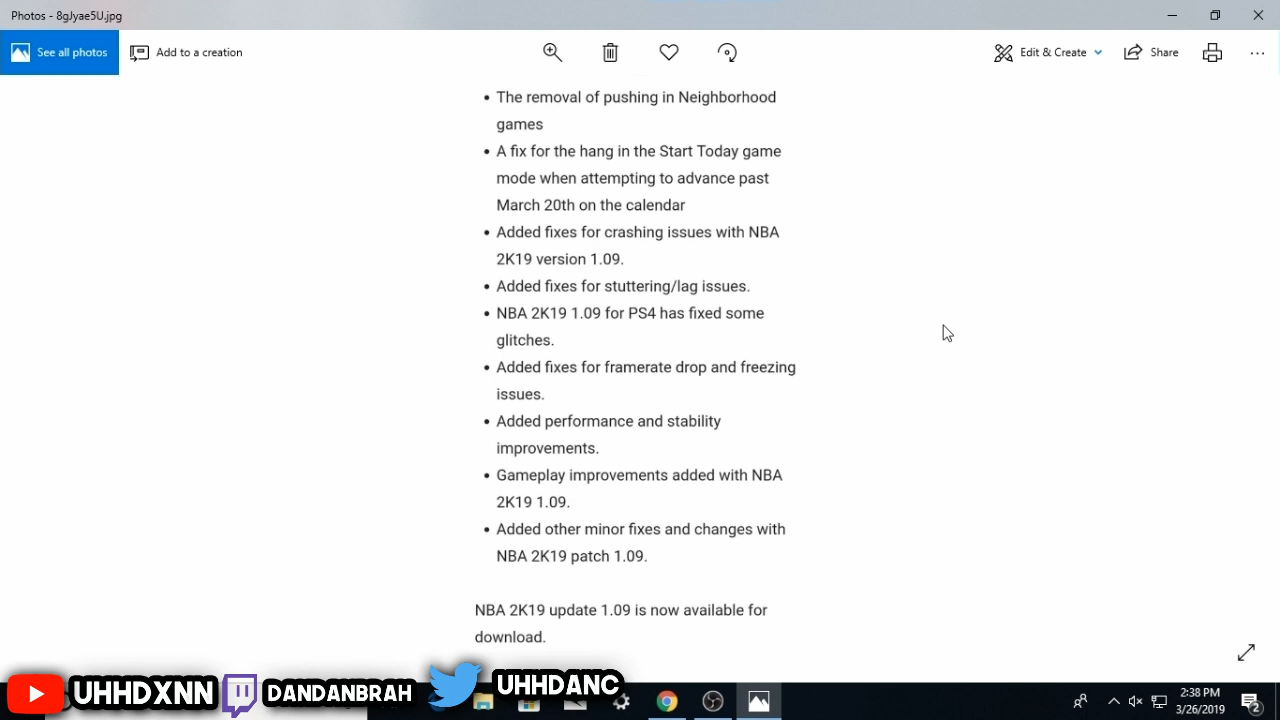 Photos - 8gJyae5U.jpg
See all photos
Add to a creation
Edit & Create
Share
• The removal of pushing in Neighborhood
games
• A fix for the hang in the Start Today game
mode when attempting to advance past
March 20th on the calendar
• Added fixes for crashing issues with NBA
2K19 version 1.09.
• Added fixes for stuttering/lag issues.
• NBA 2K19 1.09 for PS4 has fixed some
glitches.
• Added fixes for framerate drop and freezing
issues.
• Added performance and stability
improvements.
• Gameplay improvements added with NBA
2K19 1.09.
• Added other minor fixes and changes with
NBA 2K19 patch 1.09.
NBA 2K19 update 1.09 is now available for
download.
UHHDXNN
DANDANBRAH
UHHDANC
2:38 PM
3/26/2019
2